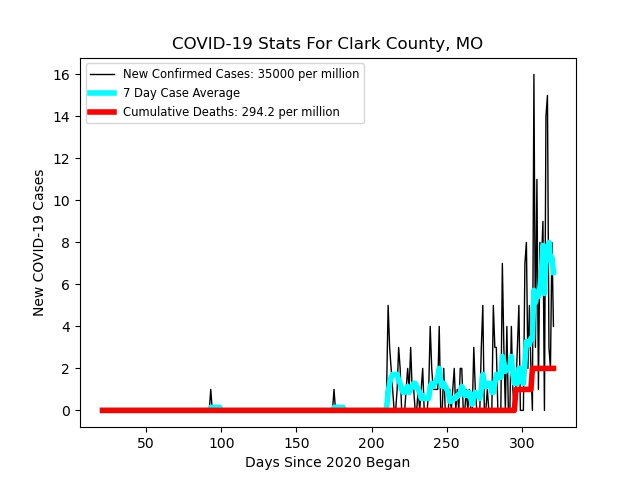 COVID-19 Stats For Clark County, MO
New Confirmed Cases: 35000 per million
7 Day Case Average
Cumulative Deaths: 294.2 per million
16
14
12
10
8
6
4
2
0
New COVID-19 Cases
50
100
150
200
250
300
Days Since 2020 Began